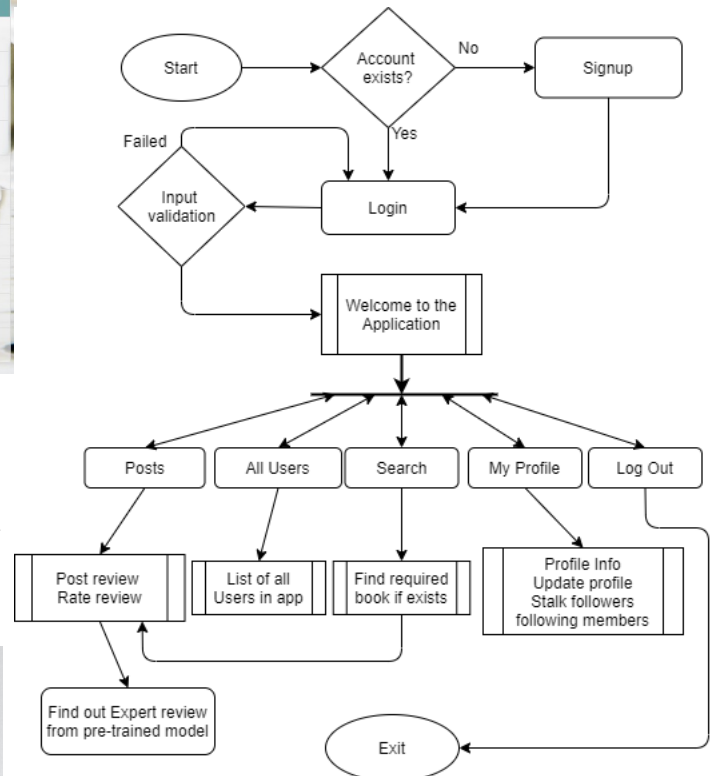 Start
Account
exists?
No
Signup
Yes
Failed
Input
validation
Login
Welcome to the
Application
Posts
All Users
Search
My Profile
Log Out
Post review
Rate review
List of all
Users in app
Find required
book if exists
Profile Info
Update profile
Stalk followers
following members
Find out Expert review
from pre-trained model
Exit